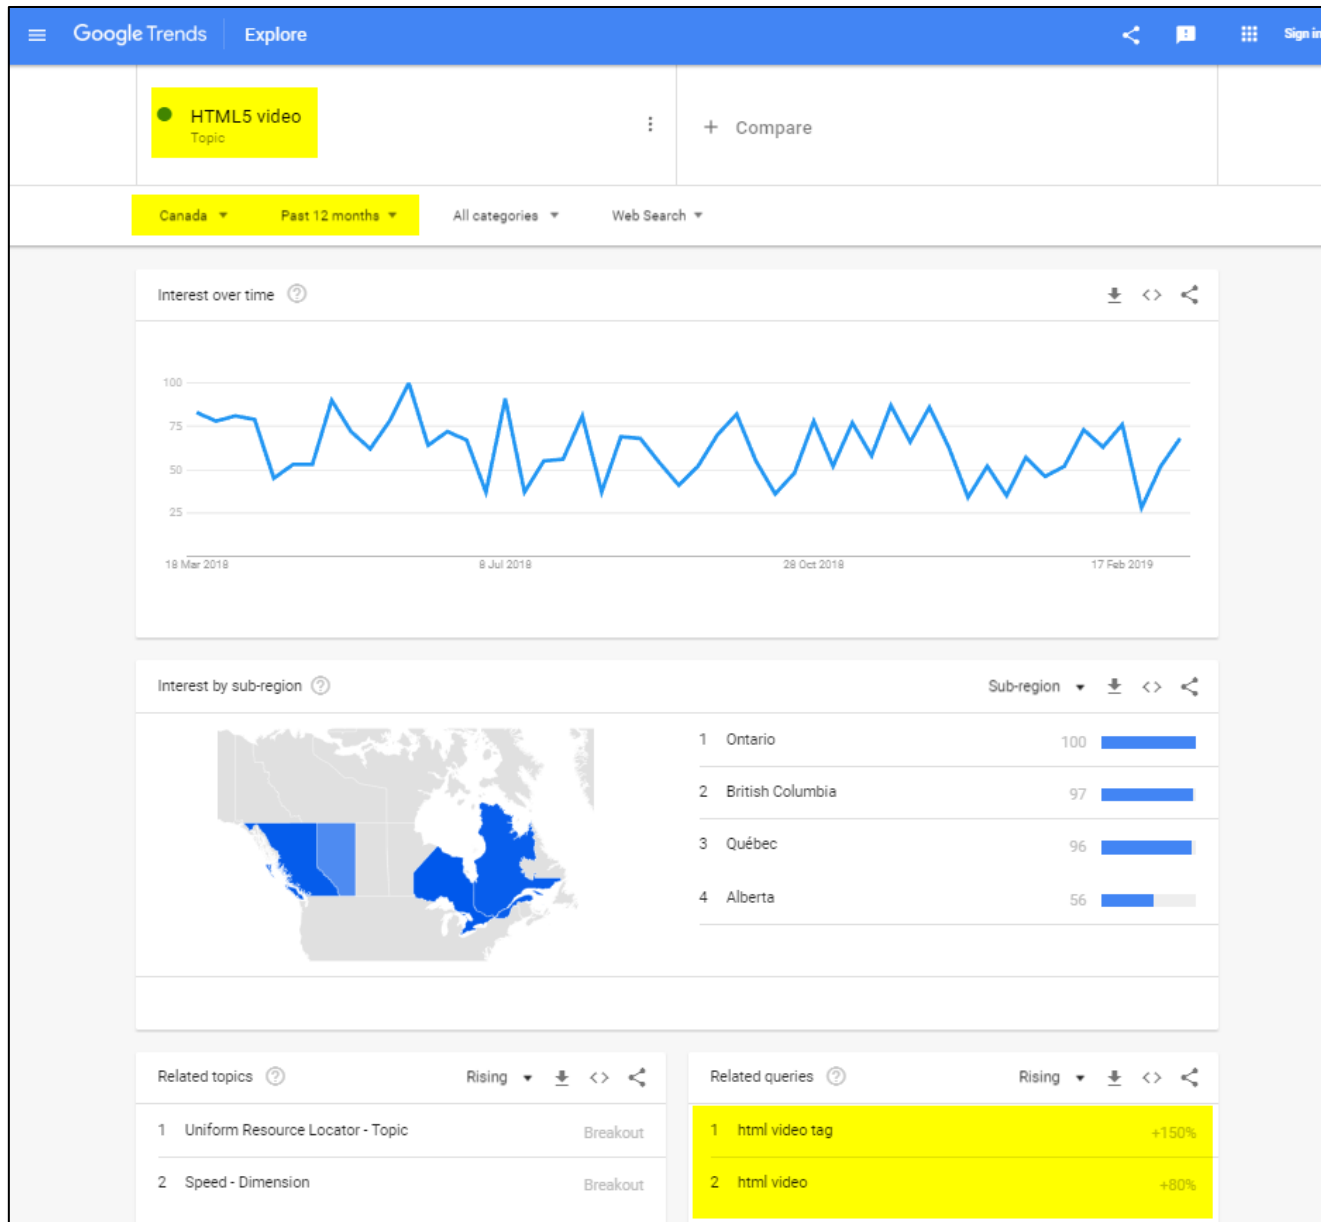 Google Trends Explore Sign in
HTML5 video
Topic
+ Compare
Canada Past 12 months All categories Web Search
Interest over time
100
75
50
25
18 Mar 2018 8 Jul 2018 28 Oct 2018 17 Feb 2019
Interest by sub-region Sub-region
1 Ontario 100
2 British Columbia 97
3 Québec 96
4 Alberta 56
Related topics Rising
1 Uniform Resource Locator - Topic Breakout
2 Speed - Dimension Breakout
Related queries Rising
1 html video tag +150%
2 html video +80%